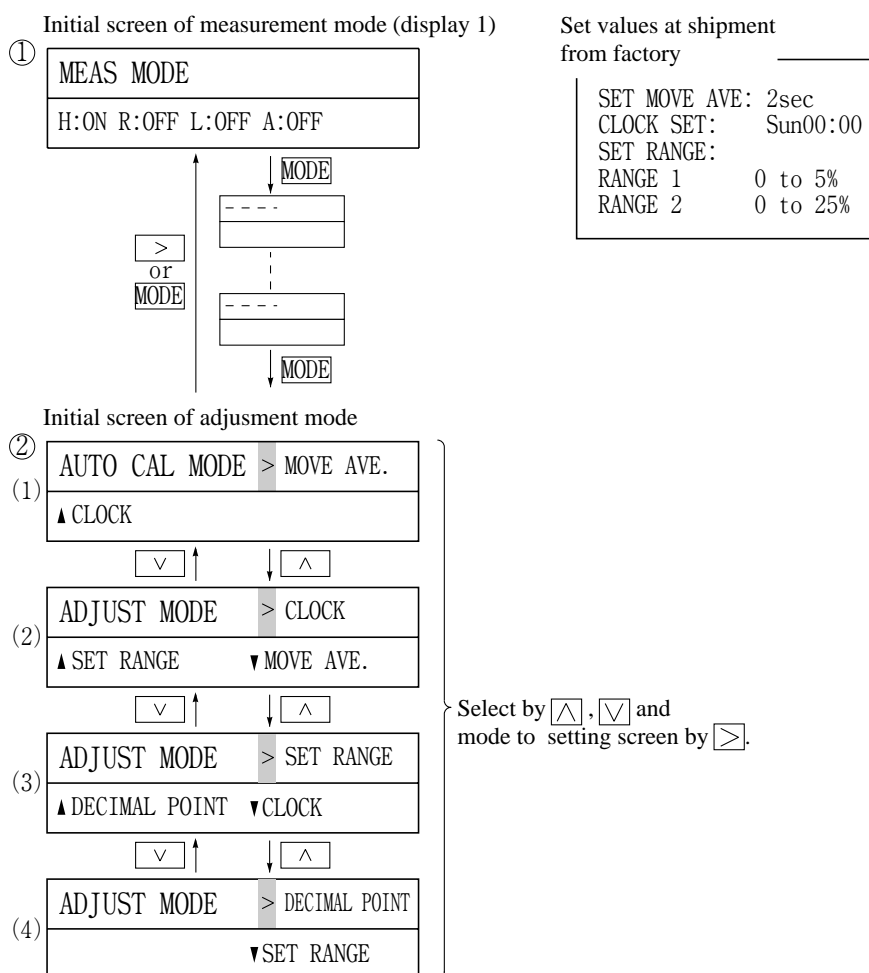 Initial screen of measurement mode (display 1)
①
MEAS MODE
H:ON R:OFF L:OFF A:OFF
MODE
- - - -
>
or
MODE
- - - -
MODE
Set values at shipment
from factory
SET MOVE AVE: 2sec
CLOCK SET: Sun00:00
SET RANGE:
RANGE 1 0 to 5%
RANGE 2 0 to 25%
Initial screen of adjusment mode
②
(1)
AUTO CAL MODE > MOVE AVE.
▲ CLOCK
∨ ∧
(2)
ADJUST MODE > CLOCK
▲ SET RANGE ▼ MOVE AVE.
∨ ∧
(3)
ADJUST MODE > SET RANGE
▲ DECIMAL POINT ▼ CLOCK
∨ ∧
(4)
ADJUST MODE > DECIMAL POINT
▼ SET RANGE
Select by ∧ , ∨ and
mode to setting screen by >.